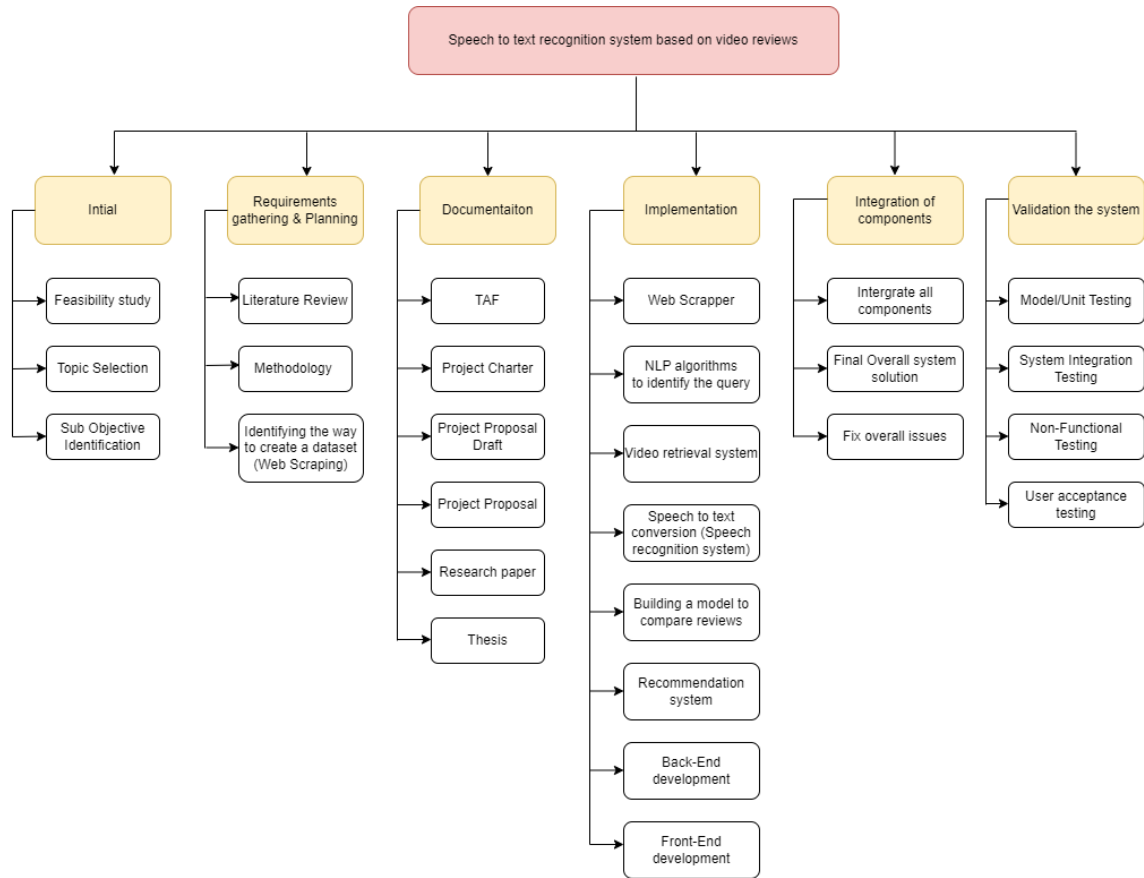 Speech to text recognition system based on video reviews
Intial
Feasibility study
Topic Selection
Sub Objective
Identification
Requirements
gathering & Planning
Literature Review
Methodology
Identifying the way
to create a dataset
(Web Scraping)
Documentaiton
TAF
Project Charter
Project Proposal
Draft
Project Proposal
Research paper
Thesis
Implementation
Web Scrapper
NLP algorithms
to identify the query
Video retrieval system
Speech to text
conversion (Speech
recognition system)
Building a model to
compare reviews
Recommendation
system
Back-End
development
Front-End
development
Integration of
components
Intergrate all
components
Final Overall system
solution
Fix overall issues
Validation the system
Model/Unit Testing
System Integration
Testing
Non-Functional
Testing
User acceptance
testing